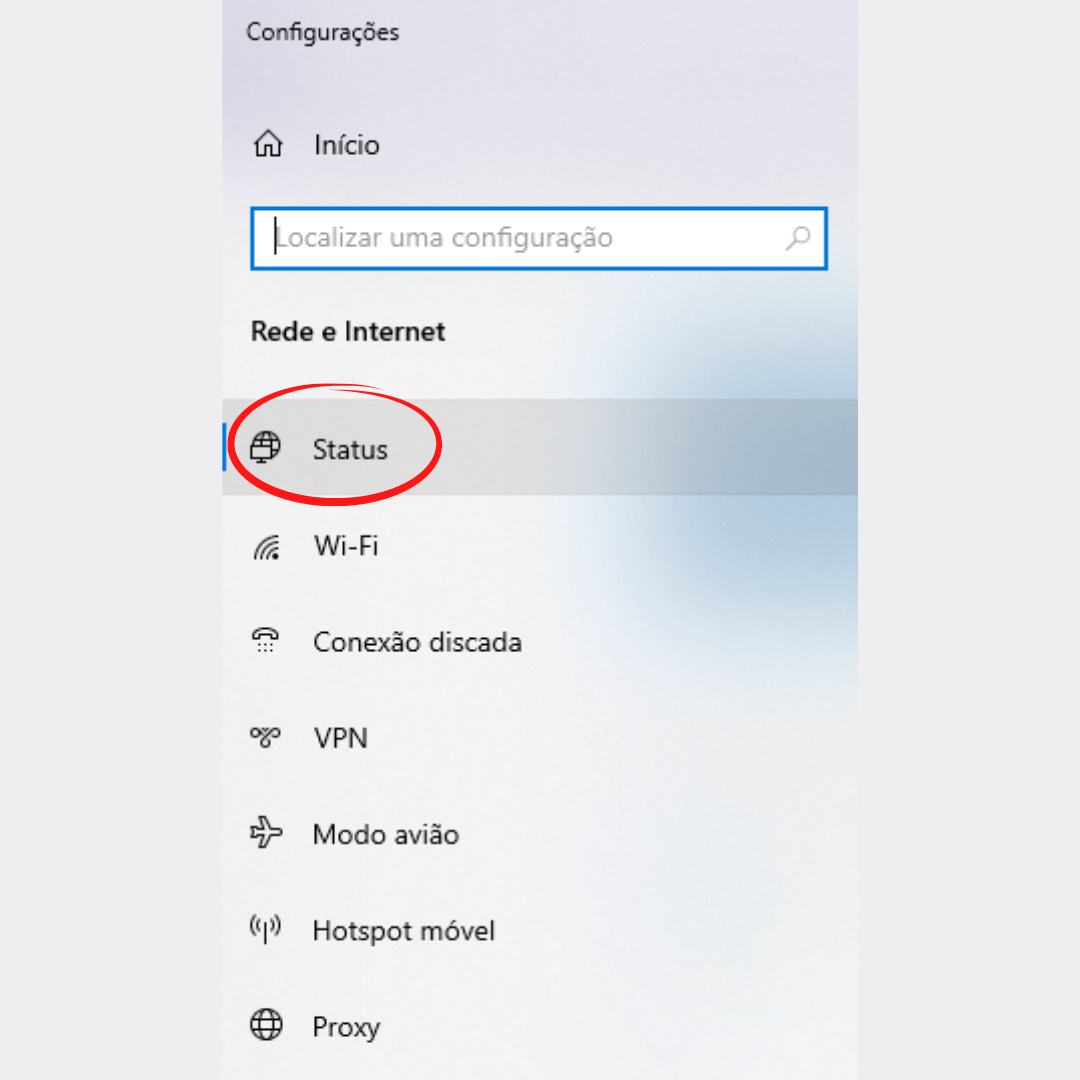 Configurações
Início
Localizar uma configuração
Rede e Internet
Status
Wi-Fi
Conexão discada
VPN
Modo avião
Hotspot móvel
Proxy